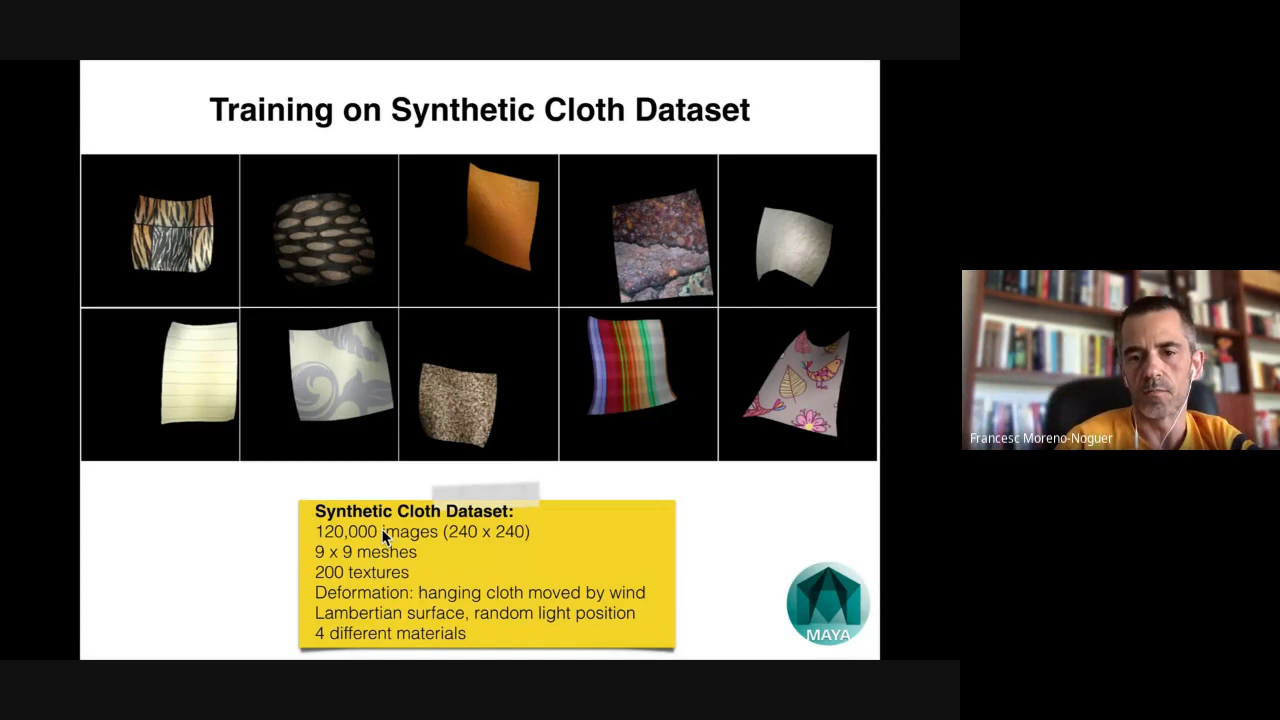 Training on Synthetic Cloth Dataset
Synthetic Cloth Dataset:
120,000 images (240 x 240)
9 x 9 meshes
200 textures
Deformation: hanging cloth moved by wind
Lambertian surface, random light position
4 different materials
MAYA
Francesc Moreno-Noguer